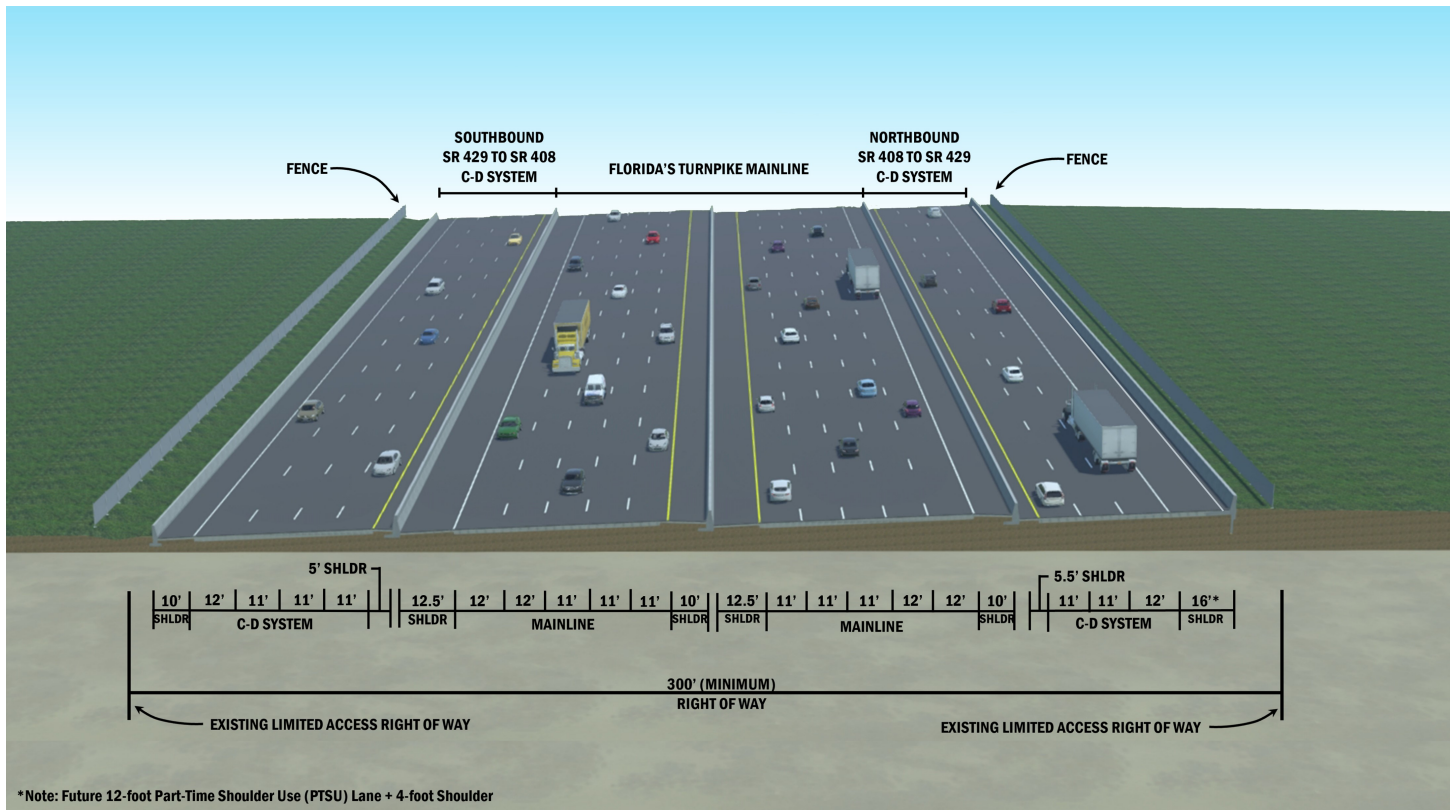 SOUTHBOUND
SR 429 TO SR 408
C-D SYSTEM
FLORIDA'S TURNPIKE MAINLINE
NORTHBOUND
SR 408 TO SR 429
C-D SYSTEM
FENCE
FENCE
5' SHLDR
5.5' SHLDR
10' 12' 11' 11' 11' 12.5' 12' 12' 11' 11' 11' 10' 12.5' 11' 11' 11' 12' 12' 10' 11' 11' 12' 16'*
SHLDR C-D SYSTEM SHLDR MAINLINE SHLDR SHLDR MAINLINE SHLDR C-D SYSTEM SHLDR
300' (MINIMUM)
RIGHT OF WAY
EXISTING LIMITED ACCESS RIGHT OF WAY
EXISTING LIMITED ACCESS RIGHT OF WAY
*Note: Future 12-foot Part-Time Shoulder Use (PTSU) Lane + 4-foot Shoulder